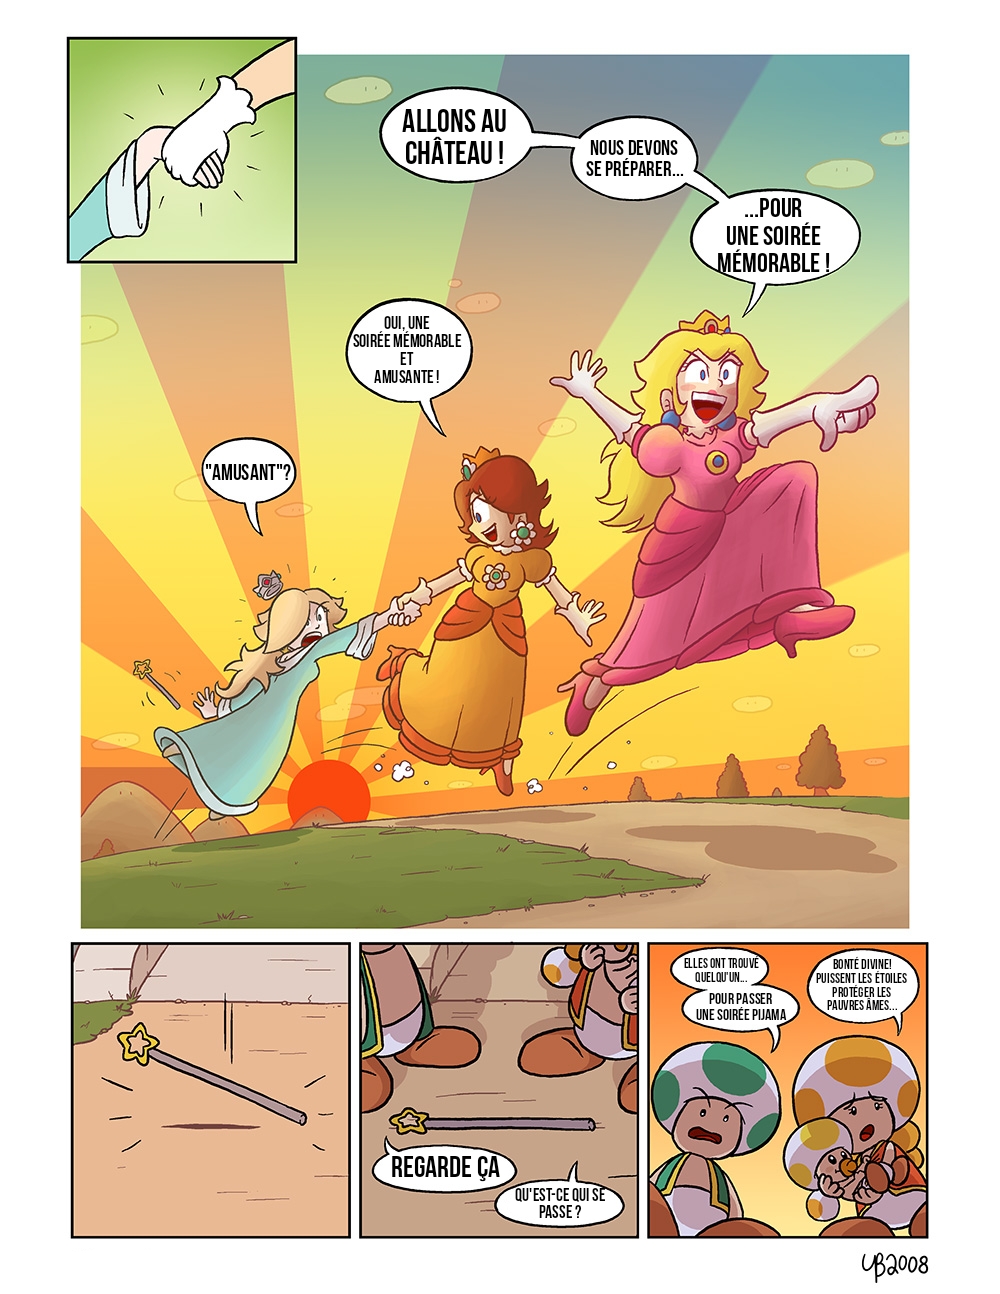 ALLONS AU
CHÂTEAU !
NOUS DEVONS
SE PRÉPARER...
...POUR
UNE SOIRÉE
MÉMORABLE !
OUI, UNE
SOIRÉE MÉMORABLE
ET
AMUSANTE !
"AMUSANT"?
REGARDE ÇA
QU'EST-CE QUI SE
PASSE ?
ELLES ONT TROUVÉ
QUELQU'UN...
POUR PASSER
UNE SOIRÉE PIJAMA
BONTÉ DIVINE!
PUISSENT LES ÉTOILES
PROTÉGER LES
PAUVRES ÂMES...
YB2008